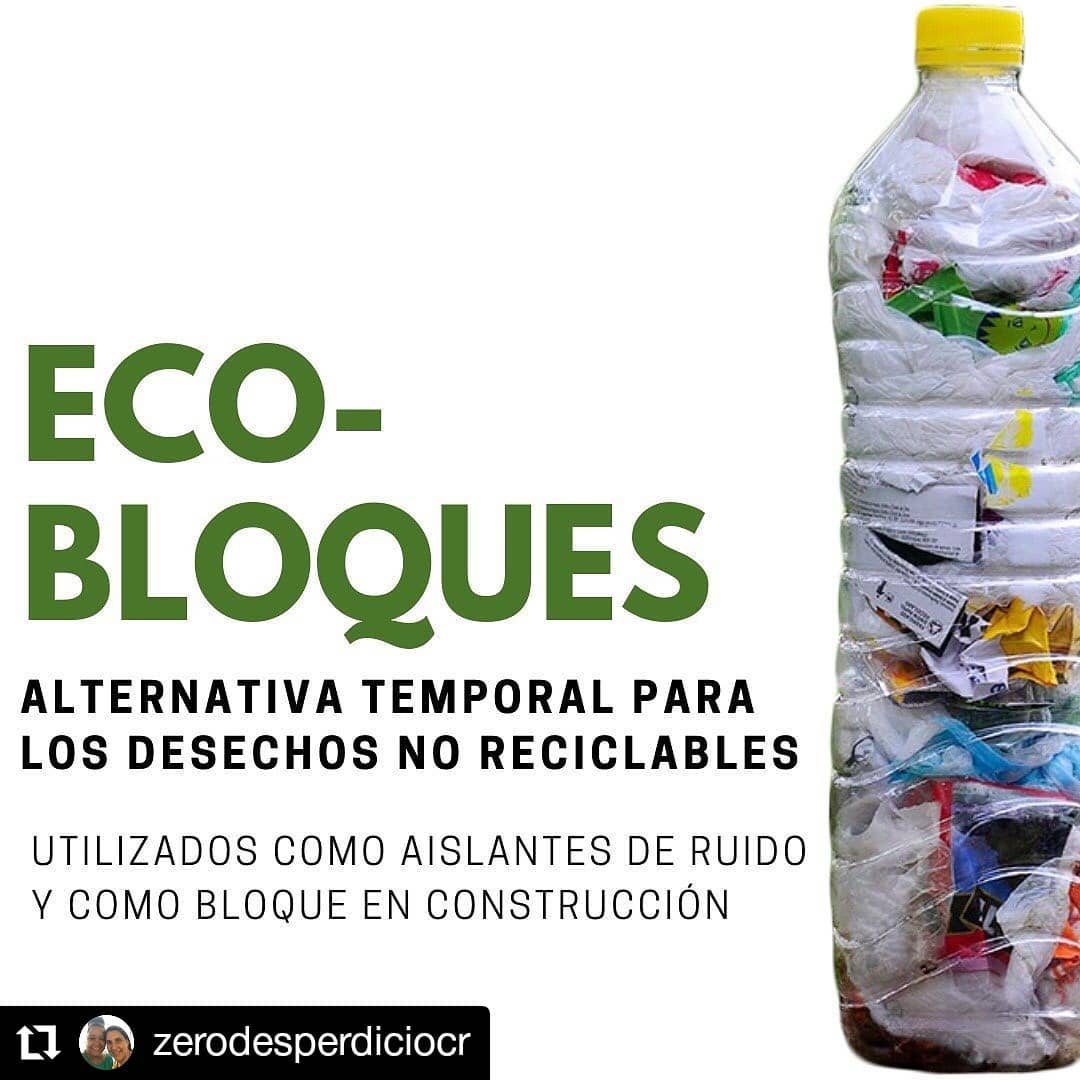 ECO-
BLOQUES
ALTERNATIVA TEMPORAL PARA
LOS DESECHOS NO RECICLABLES
UTILIZADOS COMO AISLANTES DE RUIDO
Y COMO BLOQUE EN CONSTRUCCIÓN
zerodesperdiciocr